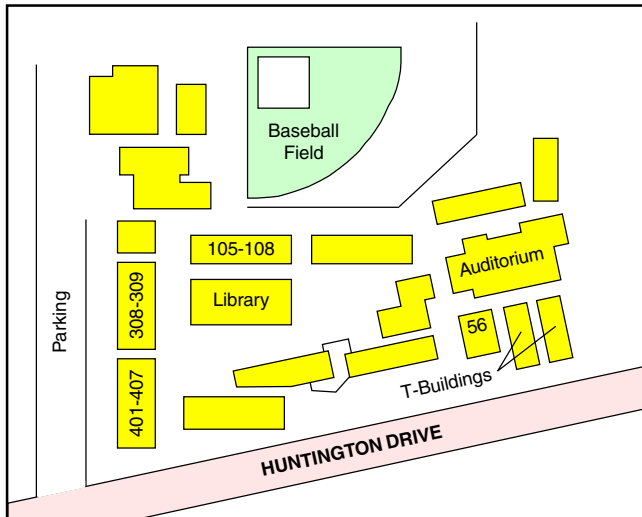 Baseball
Field
105-108
Auditorium
Library
308-309
Parking
56
T-Buildings
401-407
HUNTINGTON DRIVE